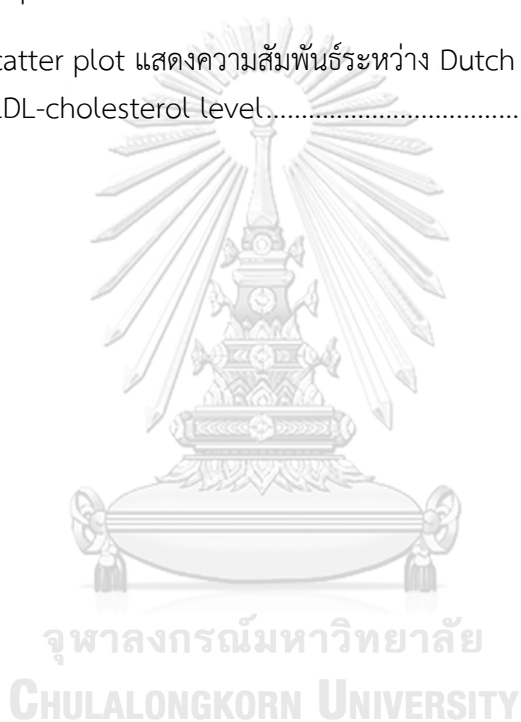 catter plot แสดงความสัมพันธ์ระหว่าง Dutch
LDL-cholesterol level....................................
จุฬาลงกรณ์มหาวิทยาลัย
CHULALONGKORN UNIVERSITY